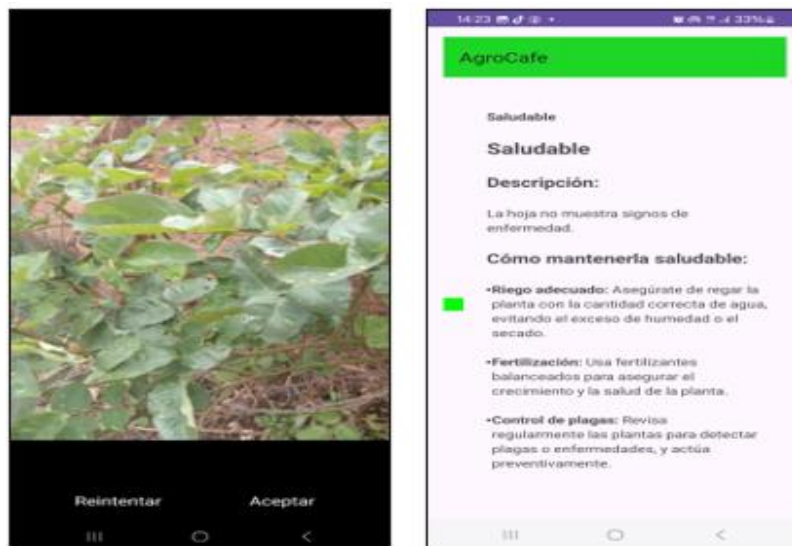 Reintentar Aceptar
14:23 33%
AgroCafe
Saludable
Saludable
Descripción:
La hoja no muestra signos de
enfermedad.
Cómo mantenerla saludable:
•Riego adecuado: Asegúrate de regar la
planta con la cantidad correcta de agua,
evitando el exceso de humedad o el
secado.
•Fertilización: Usa fertilizantes
balanceados para asegurar el
crecimiento y la salud de la planta.
•Control de plagas: Revisa
regularmente las plantas para detectar
plagas o enfermedades, y actúa
preventivamente.